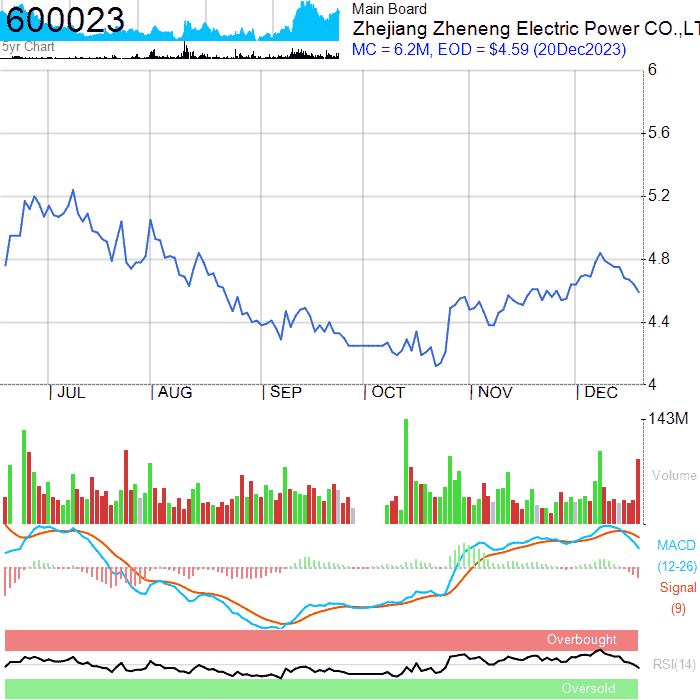 600023
5yr Chart
Main Board
Zhejiang Zheneng Electric Power CO.,LT
MC = 6.2M, EOD = $4.59 (20Dec2023)
6
5.6
5.2
4.8
4.4
4
JUL AUG SEP OCT NOV DEC
143M
Volume
MACD
(12-26)
Signal
(9)
Overbought
RSI(14)
Oversold